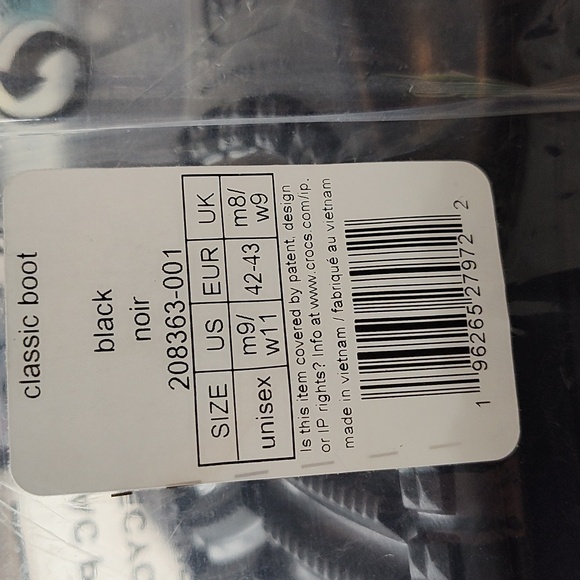 classic boot
black
noir
208363-001
SIZE US EUR UK
unisex m9/ w11 42-43 m8/ w9
Is this item covered by patent, design
or IP rights? Info at www.crocs.com/ip.
made in vietnam / fabriqué au vietnam
1 96265 27972 2